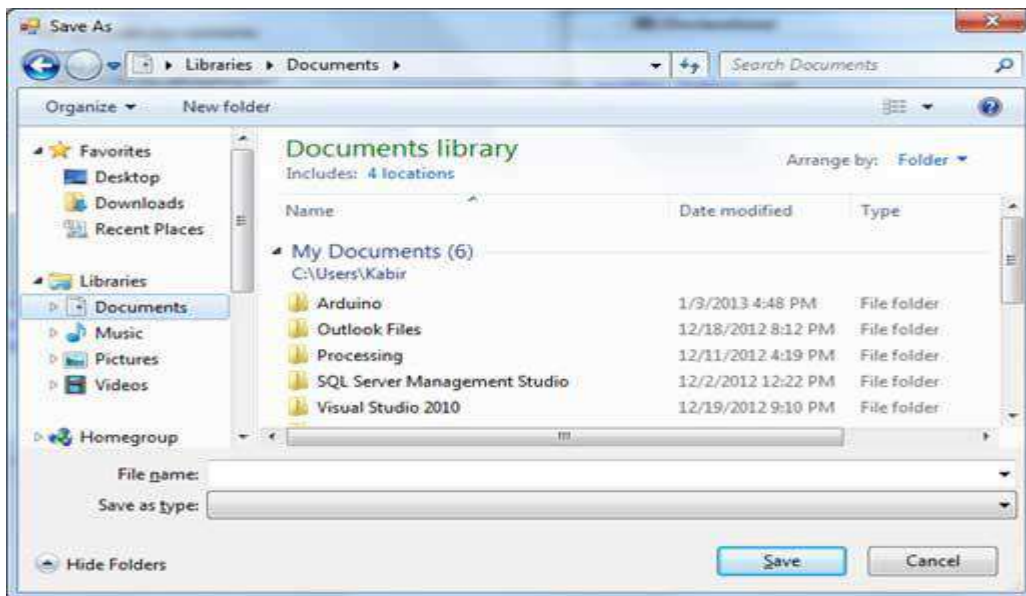 Save As
Libraries Documents
Search Documents
Organize New folder
Favorites
Desktop
Downloads
Recent Places
Libraries
Documents
Music
Pictures
Videos
Homegroup
Documents library
Includes: 4 locations
Arrange by: Folder
Name Date modified Type
My Documents (6)
C:\Users\Kabir
Arduino 1/3/2013 4:48 PM File folder
Outlook Files 12/18/2012 8:12 PM File folder
Processing 12/11/2012 4:19 PM File folder
SQL Server Management Studio 12/2/2012 12:22 PM File folder
Visual Studio 2010 12/19/2012 9:10 PM File folder
File name:
Save as type:
Hide Folders
Save Cancel